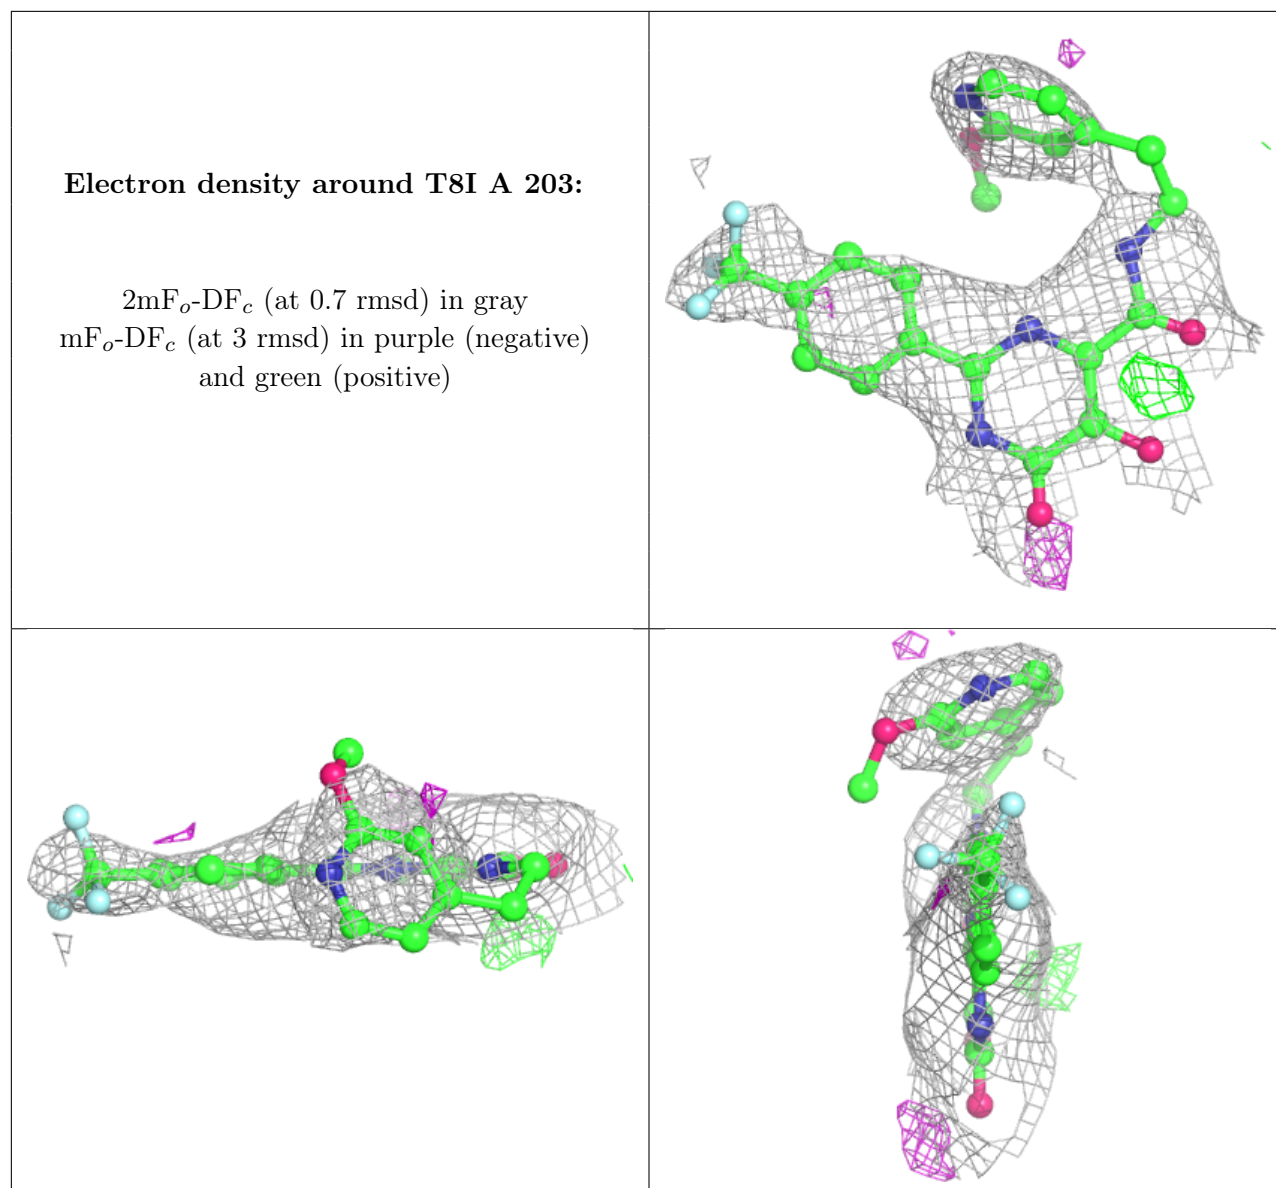 Electron density around T8I A 203:
2mFₒ-DF𝒸 (at 0.7 rmsd) in gray
mFₒ-DF𝒸 (at 3 rmsd) in purple (negative)
and green (positive)